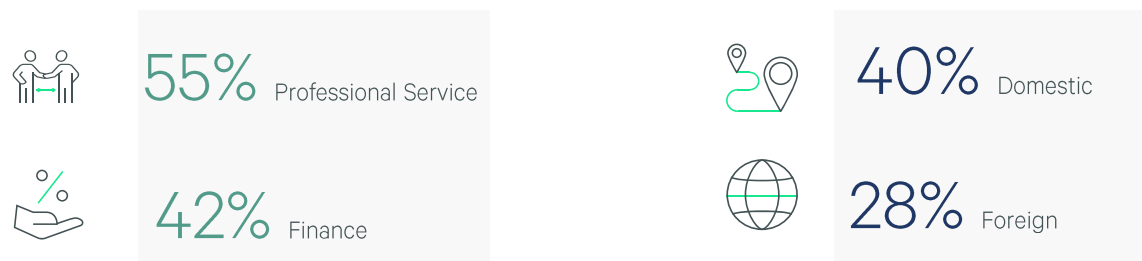 55% Professional Service
42% Finance
40% Domestic
28% Foreign